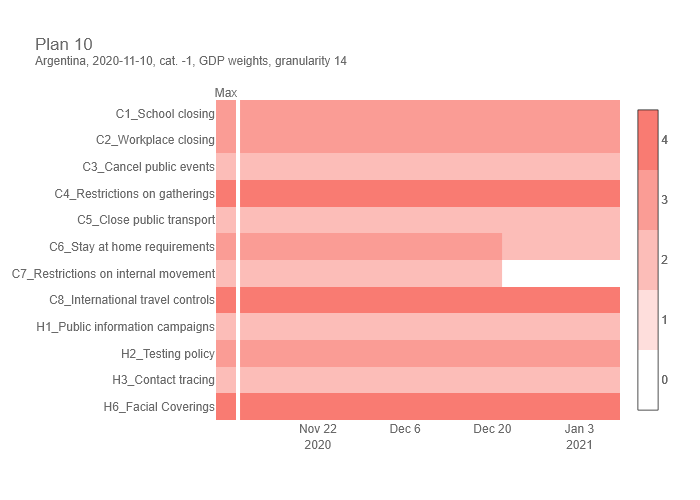 Plan 10
Argentina, 2020-11-10, cat. -1, GDP weights, granularity 14
Max
C1_School closing
C2_Workplace closing
C3_Cancel public events
C4_Restrictions on gatherings
C5_Close public transport
C6_Stay at home requirements
C7_Restrictions on internal movement
C8_International travel controls
H1_Public information campaigns
H2_Testing policy
H3_Contact tracing
H6_Facial Coverings
Nov 22 Dec 6 Dec 20 Jan 3
2020 2021
4
3
2
1
0